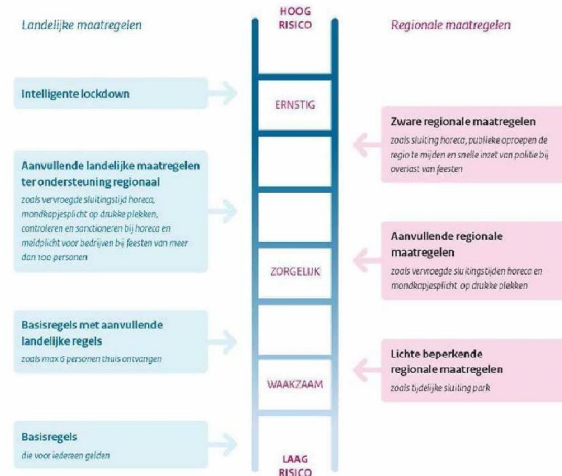 Landelijke maatregelen
HOOG
RISICO
Regionale maatregelen
Intelligente lockdown
ERNSTIG
Zware regionale maatregelen
zoals sluiting horeca, publieke oproepen de
regio te mijden en snelle inzet van politie bij
overlast van feesten
Aanvullende landelijke maatregelen
ter ondersteuning regionaal
zoals vervroegde sluitingstijd horeca,
mondkapjesplicht op drukke plekken,
controleren en sanctioneren bij horeca en
meldplicht voor bedrijven bij feesten van meer
dan 100 personen
Aanvullende regionale
maatregelen
zoals vervroegde sluitingstijden horeca en
mondkapjesplicht op drukke plekken
ZORGELIJK
Basisregels met aanvullende
landelijke regels
zoals max 6 personen thuis ontvangen
Lichte beperkende
regionale maatregelen
zoals tijdelijke sluiting park
WAAKZAAM
Basisregels
die voor iedereen gelden
LAAG
RISICO